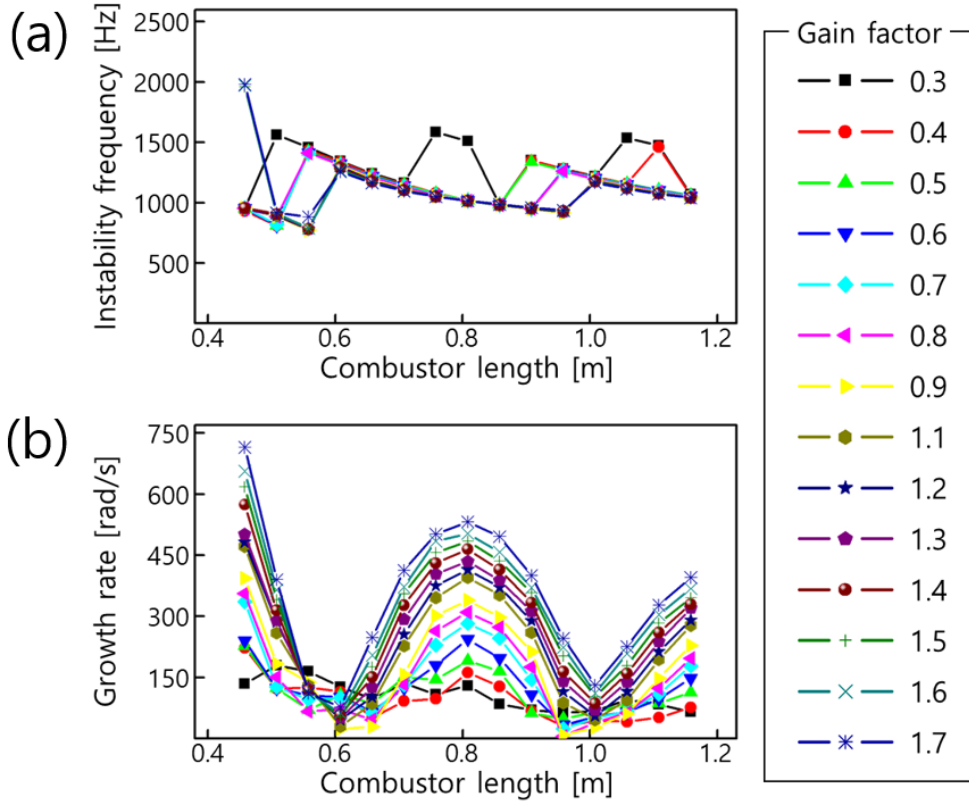 (a)
Instability frequency [Hz]
2500
2000
1500
1000
500
0.4 0.6 0.8 1.0 1.2
Combustor length [m]
(b)
Growth rate [rad/s]
750
600
450
300
150
0.4 0.6 0.8 1.0 1.2
Combustor length [m]
Gain factor
0.3
0.4
0.5
0.6
0.7
0.8
0.9
1.1
1.2
1.3
1.4
1.5
1.6
1.7